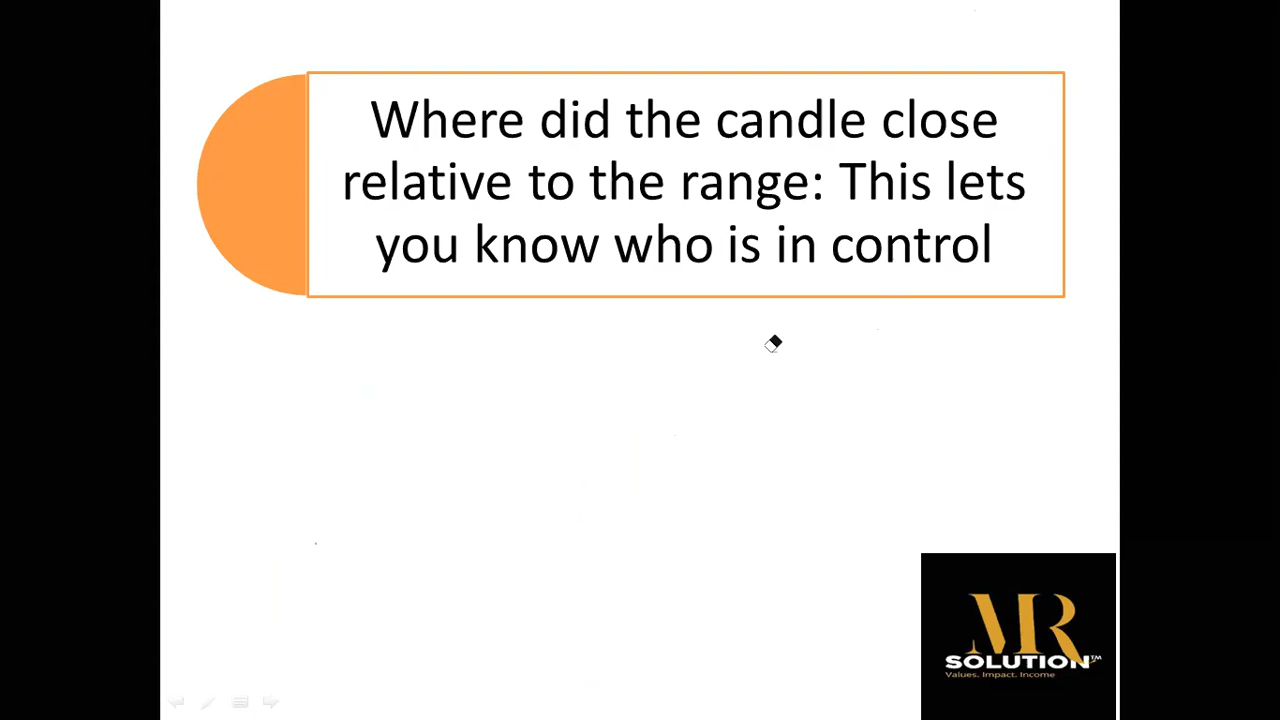 Where did the candle close
relative to the range: This lets
you know who is in control
MR
SOLUTION™
Values. Impact. Income